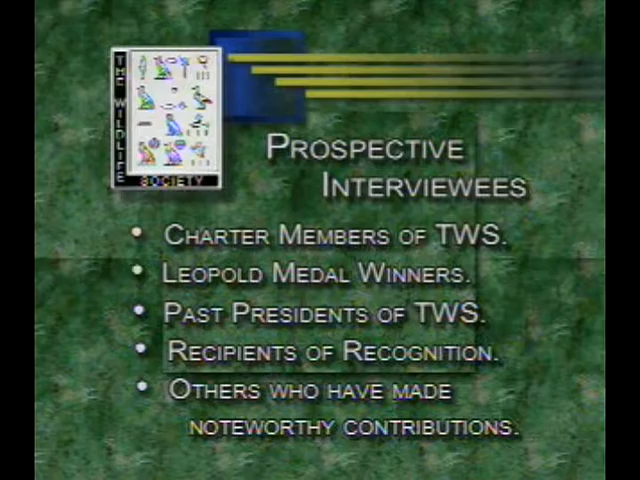 THE WILDLIFE
SOCIETY
PROSPECTIVE
INTERVIEWEES
• CHARTER MEMBERS OF TWS.
• LEOPOLD MEDAL WINNERS.
• PAST PRESIDENTS OF TWS.
• RECIPIENTS OF RECOGNITION.
• OTHERS WHO HAVE MADE
NOTEWORTHY CONTRIBUTIONS.